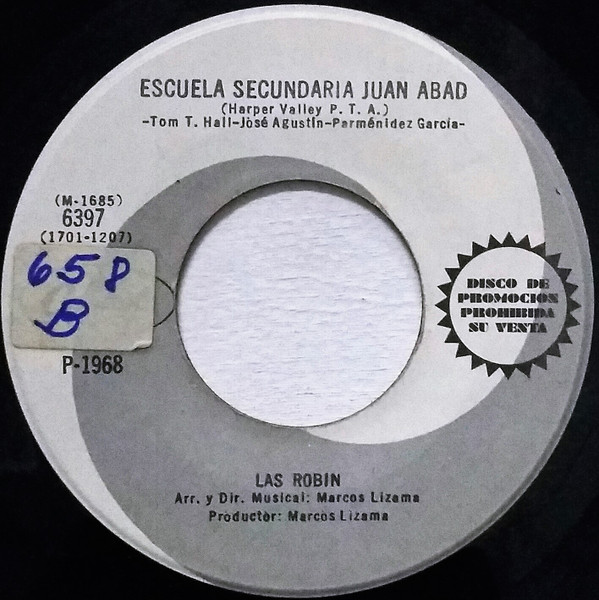 ESCUELA SECUNDARIA JUAN ABAD
(Harper Valley P. T. A.)
-Tom T. Hall-José Agustín-Parménidez García-
(M-1685)
6397
(1701-1207)
658
B
P-1968
DISCO DE
PROMOCION
PROHIBIDA
SU VENTA
LAS ROBIN
Arr. y Dir. Musical: Marcos Lizama
Productor: Marcos Lizama